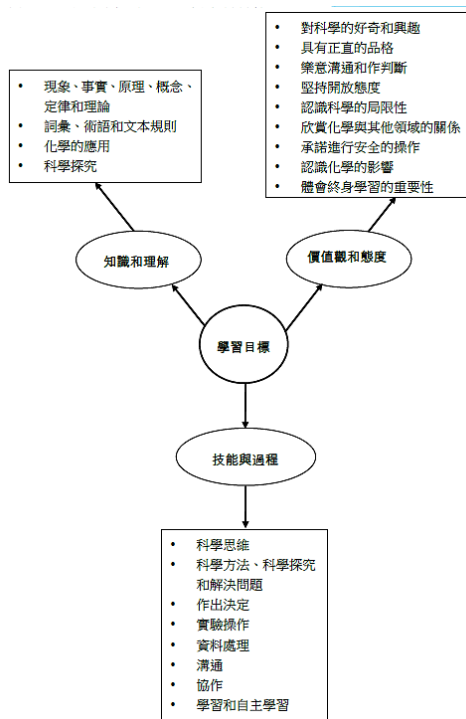 對科學的好奇和興趣
具有正直的品格
樂意溝通和作判斷
堅持開放態度
認識科學的局限性
欣賞化學與其他領域的關係
承諾進行安全的操作
認識化學的影響
體會終身學習的重要性
現象、事實、原理、概念、
定律和理論
詞彙、術語和文本規則
化學的應用
科學探究
知識和理解
價值觀和態度
學習目標
技能與過程
科學思維
科學方法、科學探究
和解決問題
作出決定
實驗操作
資料處理
溝通
協作
學習和自主學習